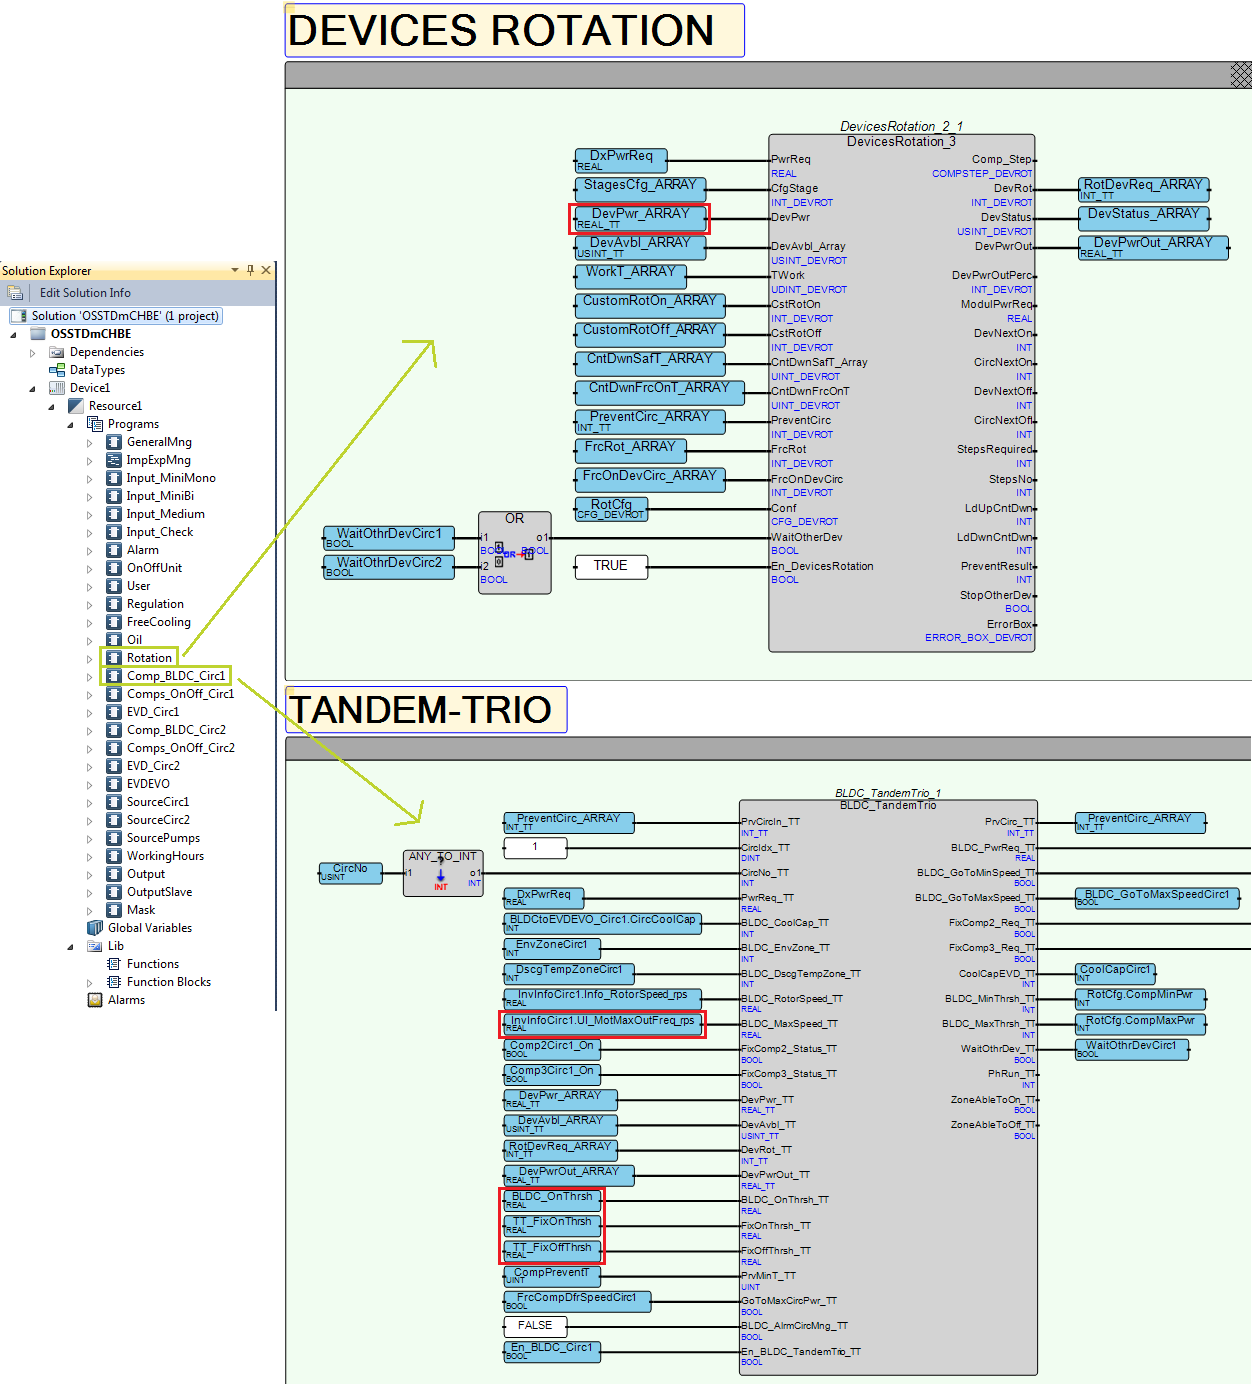 DEVICES ROTATION
DevicesRotation_2_1
DevicesRotation_3
DxPwrReq
REAL
StagesCfg_ARRAY
DevPwr_ARRAY
REAL_TT
DevAvbl_ARRAY
USINT_TT
WorkT_ARRAY
CustomRotOn_ARRAY
CustomRotOff_ARRAY
CntDwnSafT_ARRAY
CntDwnFrcOnT_ARRAY
PreventCirc_ARRAY
INT_TT
FrcRot_ARRAY
FrcOnDevCirc_ARRAY
RotCfg
CFG_DEVROT
WaitOthrDevCirc1
BOOL
WaitOthrDevCirc2
BOOL
OR
i1
BOOL
i2
BOOL
o1
BOOL
OR
TRUE
PwrReq
REAL
CfgStage
INT_DEVROT
DevPwr
DevAvbl_Array
USINT_DEVROT
TWork
UDINT_DEVROT
CstRotOn
INT_DEVROT
CstRotOff
INT_DEVROT
CntDwnSafT_Array
UINT_DEVROT
CntDwnFrcOnT
UINT_DEVROT
PreventCirc
INT_DEVROT
FrcRot
INT_DEVROT
FrcOnDevCirc
INT_DEVROT
Conf
CFG_DEVROT
WaitOtherDev
BOOL
En_DevicesRotation
BOOL
Comp_Step
COMPSTEP_DEVROT
DevRot
INT_DEVROT
DevStatus
USINT_DEVROT
DevPwrOut
DevPwrOutPerc
INT_DEVROT
ModulPwrReq
REAL
DevNextOn
INT
CircNextOn
INT
DevNextOff
INT
CircNextOff
INT
StepsRequired
INT
StepsNo
INT
LdUpCntDwn
INT
LdDwnCntDwn
INT
PreventResult
INT
StopOtherDev
BOOL
ErrorBox
ERROR_BOX_DEVROT
RotDevReq_ARRAY
INT_TT
DevStatus_ARRAY
DevPwrOut_ARRAY
REAL_TT
Solution Explorer
Edit Solution Info
Solution 'OSSTDmCHBE' (1 project)
OSSTDmCHBE
Dependencies
DataTypes
Device1
Resource1
Programs
GeneralMng
ImpExpMng
Input_MiniMono
Input_MiniBi
Input_Medium
Input_Check
Alarm
OnOffUnit
User
Regulation
FreeCooling
Oil
Rotation
Comp_BLDC_Circ1
Comps_OnOff_Circ1
EVD_Circ1
Comp_BLDC_Circ2
Comps_OnOff_Circ2
EVD_Circ2
EVDEVO
SourceCirc1
SourceCirc2
SourcePumps
WorkingHours
Output
OutputSlave
Mask
Global Variables
Lib
Functions
Function Blocks
Alarms
TANDEM-TRIO
BLDC_TandemTrio_1
BLDC_TandemTrio
PreventCirc_ARRAY
INT_TT
1
CircNo
USINT
ANY_TO_INT
i1
?
INT
o1
INT
DxPwrReq
REAL
BLDCtoEVDEVO_Circ1.CircCoolCap
INT
EnvZoneCirc1
INT
DscgTempZoneCirc1
INT
InvInfoCirc1.Info_RotorSpeed_rps
REAL
InvInfoCirc1.UI_MotMaxOutFreq_rps
REAL
Comp2Circ1_On
BOOL
Comp3Circ1_On
BOOL
DevPwr_ARRAY
REAL_TT
DevAvbl_ARRAY
USINT_TT
RotDevReq_ARRAY
INT_TT
DevPwrOut_ARRAY
REAL_TT
BLDC_OnThrsh
REAL
TT_FixOnThrsh
REAL
TT_FixOffThrsh
REAL
CompPreventT
UINT
FrcCompDfrSpeedCirc1
BOOL
FALSE
En_BLDC_Circ1
BOOL
PrvCircIn_TT
INT_TT
CircIdx_TT
DINT
CircNo_TT
INT
PwrReq_TT
REAL
BLDC_CoolCap_TT
INT
BLDC_EnvZone_TT
INT
BLDC_DscgTempZone_TT
INT
BLDC_RotorSpeed_TT
REAL
BLDC_MaxSpeed_TT
REAL
FixComp2_Status_TT
BOOL
FixComp3_Status_TT
BOOL
DevPwr_TT
REAL_TT
DevAvbl_TT
USINT_TT
DevRot_TT
INT_TT
DevPwrOut_TT
REAL_TT
BLDC_OnThrsh_TT
REAL
FixOnThrsh_TT
REAL
FixOffThrsh_TT
REAL
PrvMinT_TT
UINT
GoToMaxCircPwr_TT
BOOL
BLDC_AlrmCircMng_TT
BOOL
En_BLDC_TandemTrio_TT
BOOL
PrvCirc_TT
INT_TT
BLDC_PwrReq_TT
REAL
BLDC_GoToMinSpeed_TT
BOOL
BLDC_GoToMaxSpeed_TT
BOOL
FixComp2_Req_TT
BOOL
FixComp3_Req_TT
BOOL
CoolCapEVD_TT
INT
BLDC_MinThrsh_TT
INT
BLDC_MaxThrsh_TT
INT
WaitOthrDev_TT
BOOL
PhRun_TT
INT
ZoneAbleToOn_TT
BOOL
ZoneAbleToOff_TT
BOOL
PreventCirc_ARRAY
INT_TT
BLDC_GoToMaxSpeedCirc1
BOOL
CoolCapCirc1
INT
RotCfg.CompMinPwr
INT
RotCfg.CompMaxPwr
INT
WaitOthrDevCirc1
BOOL